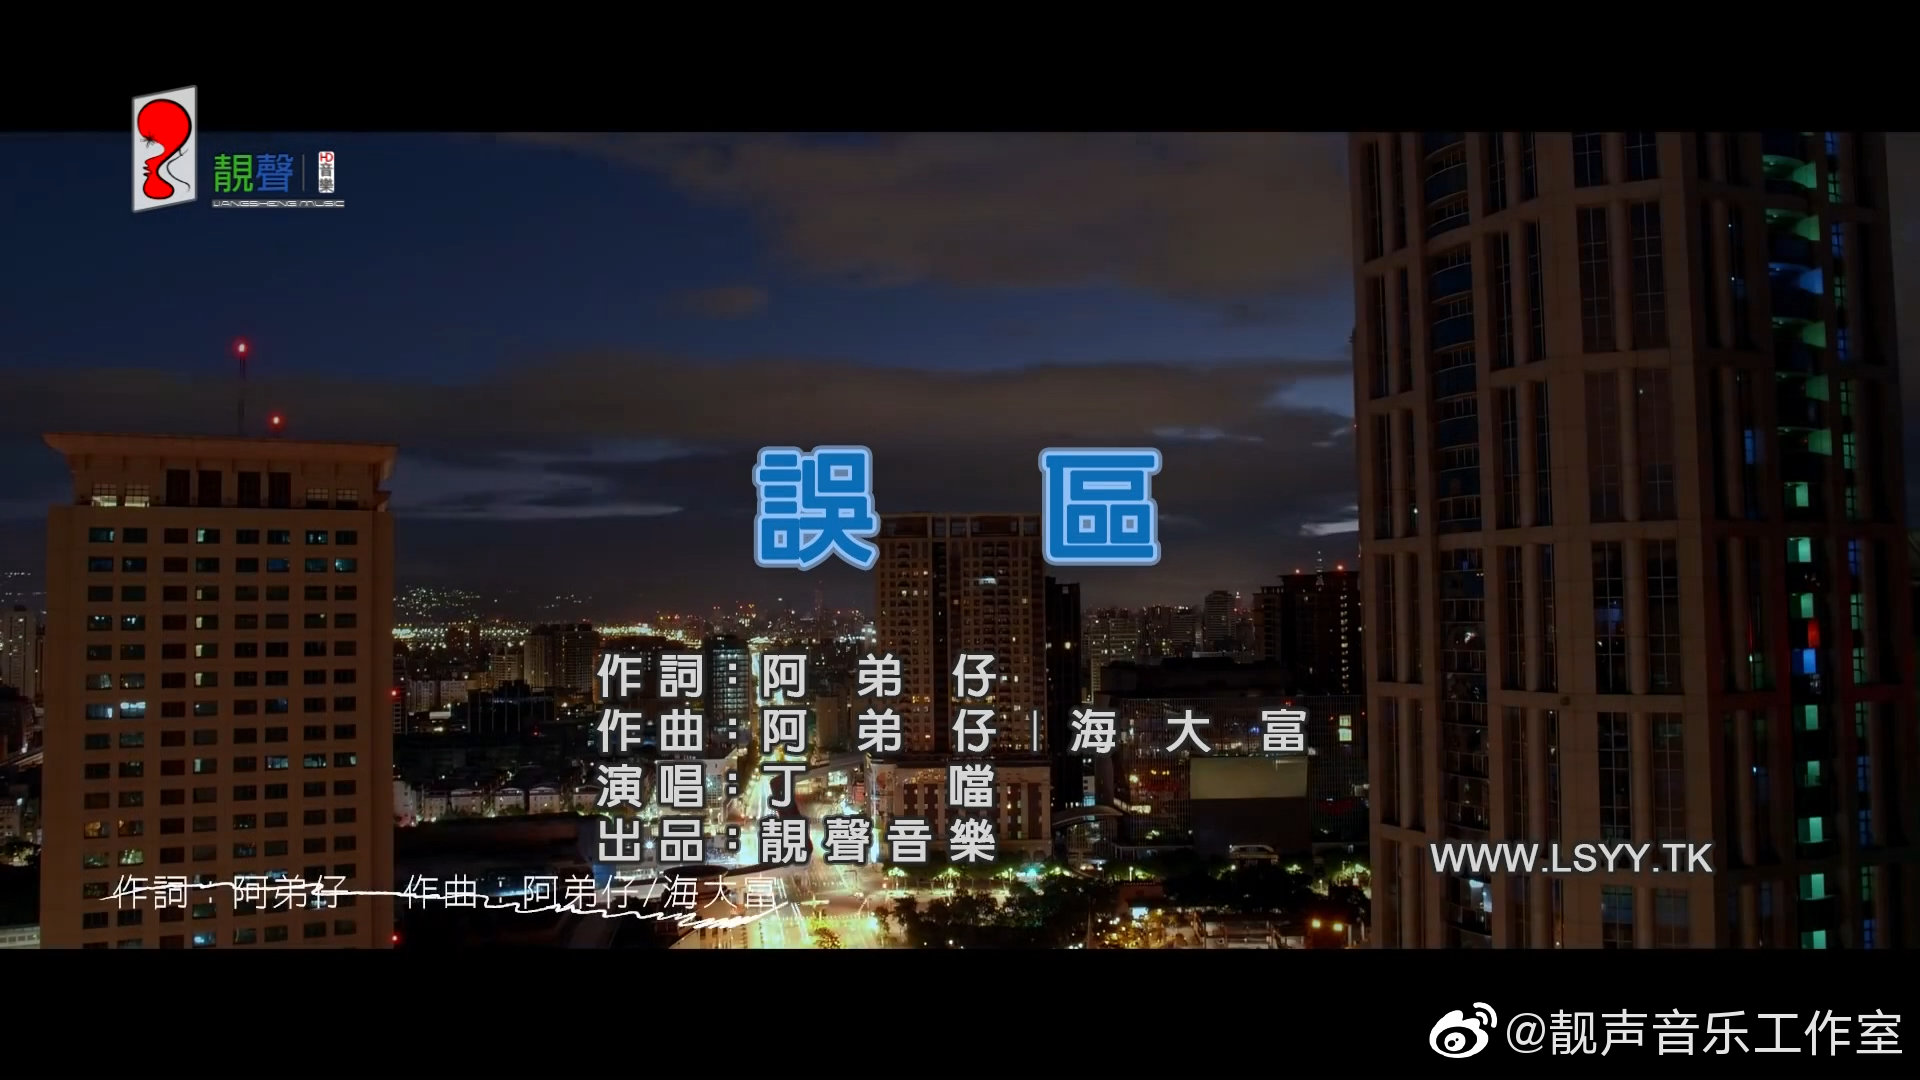 靚聲
HD音樂
LIANGSHENG MUSIC
誤 區
作詞：阿 弟 仔
作曲：阿 弟 仔｜海 大 富
演唱：丁 噹
出品：靚聲音樂
作詞：阿弟仔 作曲：阿弟仔/海大富
WWW.LSYY.TK
@靓声音乐工作室